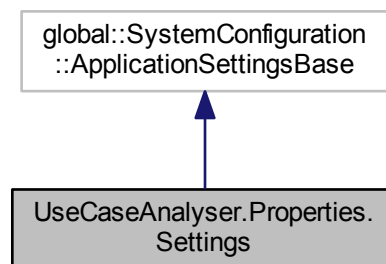 global::SystemConfiguration
::ApplicationSettingsBase
UseCaseAnalyser.Properties.
Settings